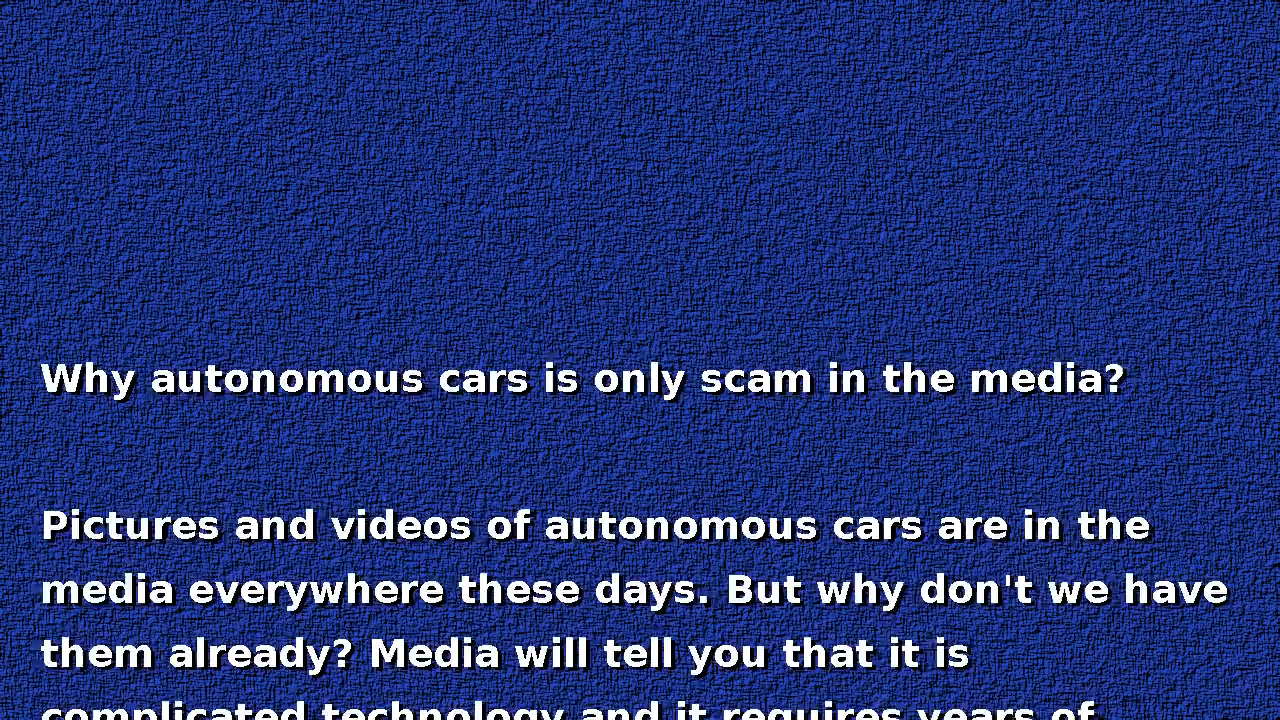 Why autonomous cars is only scam in the media?
Pictures and videos of autonomous cars are in the
media everywhere these days. But why don't we have
them already? Media will tell you that it is
complicated technology and it requires years of